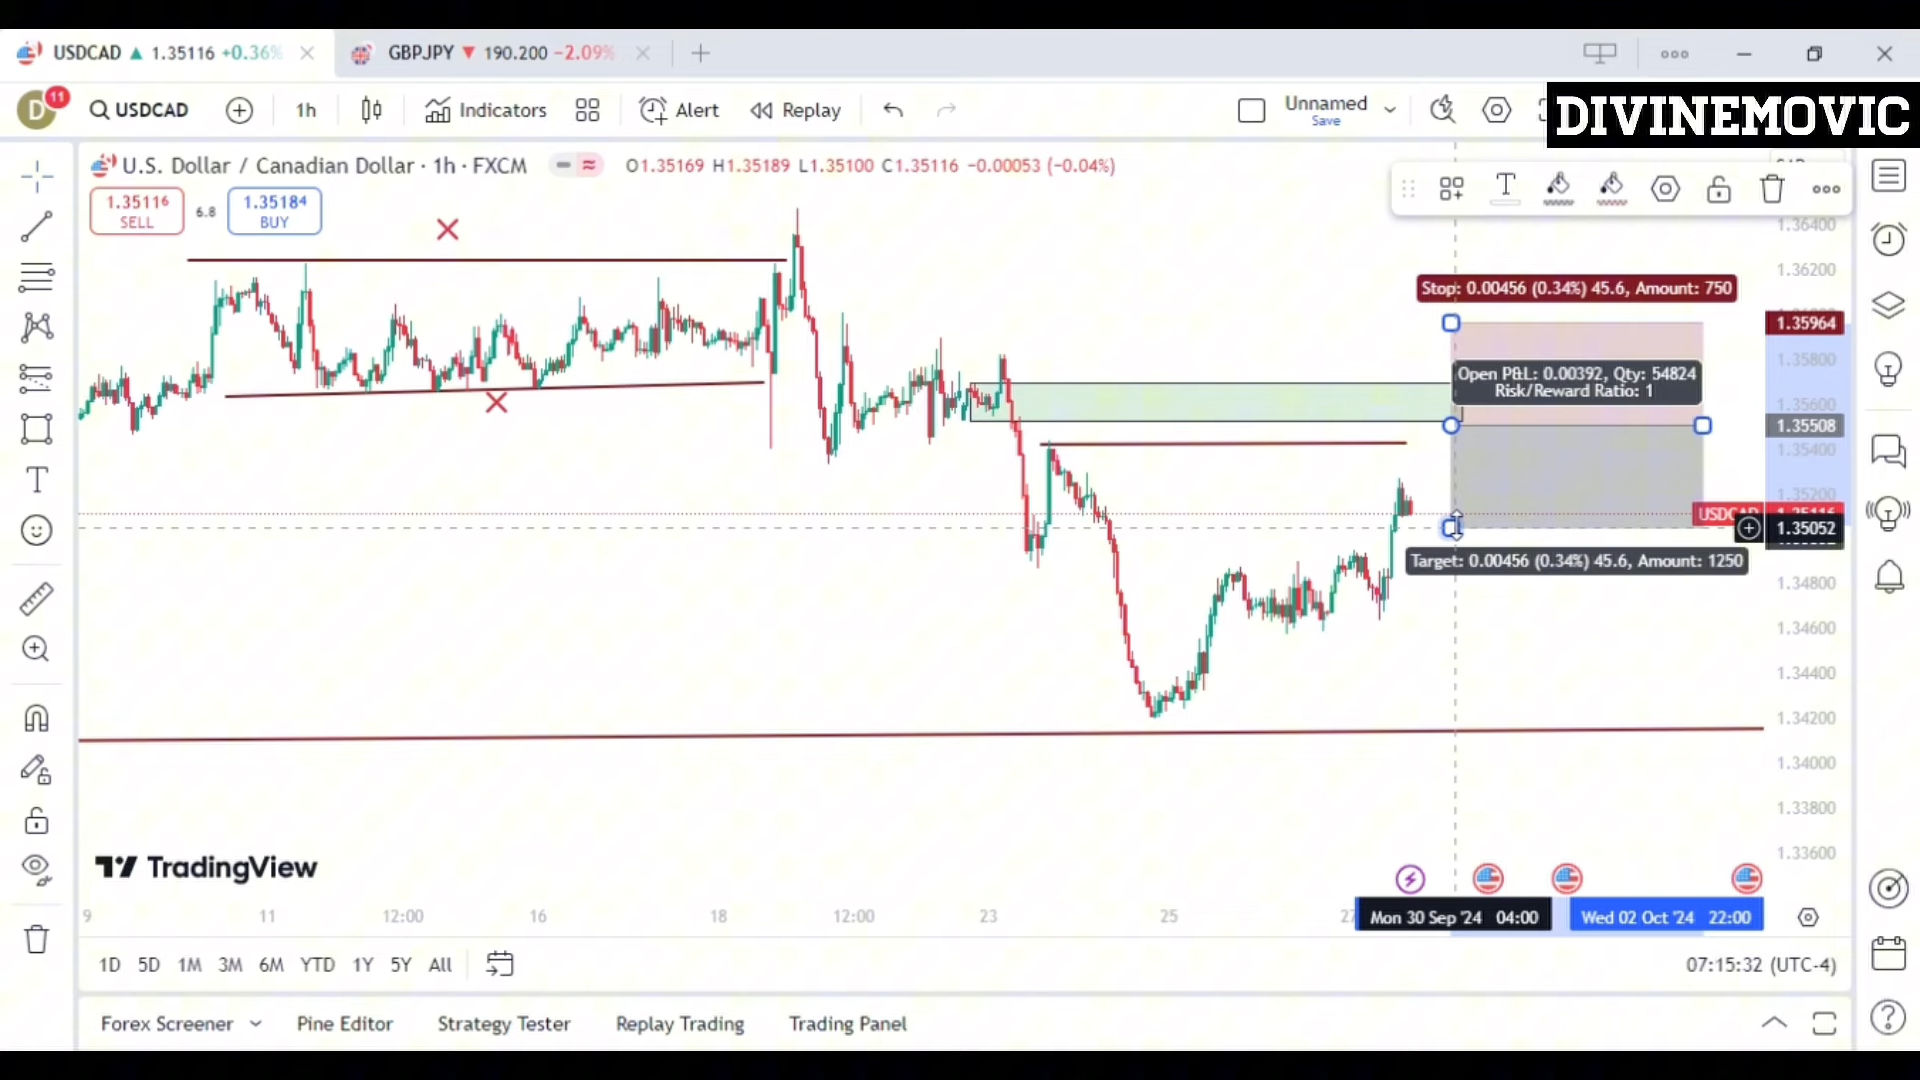 USDCAD ▲ 1.35116 +0.36%
GBPJPY ▼ 190.200 −2.09%
DIVINEMOVIC
D 11
USDCAD
1h
Indicators
Alert
Replay
Unnamed
Save
U.S. Dollar / Canadian Dollar · 1h · FXCM
O1.35169 H1.35189 L1.35100 C1.35116 −0.00053 (−0.04%)
1.35116
SELL
6.8
1.35184
BUY
1.36400
1.36200
Stop: 0.00456 (0.34%) 45.6, Amount: 750
1.35964
1.35800
Open P&L: 0.00392, Qty: 54824
Risk/Reward Ratio: 1
1.35600
1.35508
1.35400
1.35200
USDCAD
1.35116
1.35052
Target: 0.00456 (0.34%) 45.6, Amount: 1250
1.34800
1.34600
1.34400
1.34200
1.34000
1.33800
1.33600
TradingView
9 11 12:00 16 18 12:00 23 25 27
Mon 30 Sep '24 04:00
Wed 02 Oct '24 22:00
1D 5D 1M 3M 6M YTD 1Y 5Y All
07:15:32 (UTC-4)
Forex Screener
Pine Editor
Strategy Tester
Replay Trading
Trading Panel